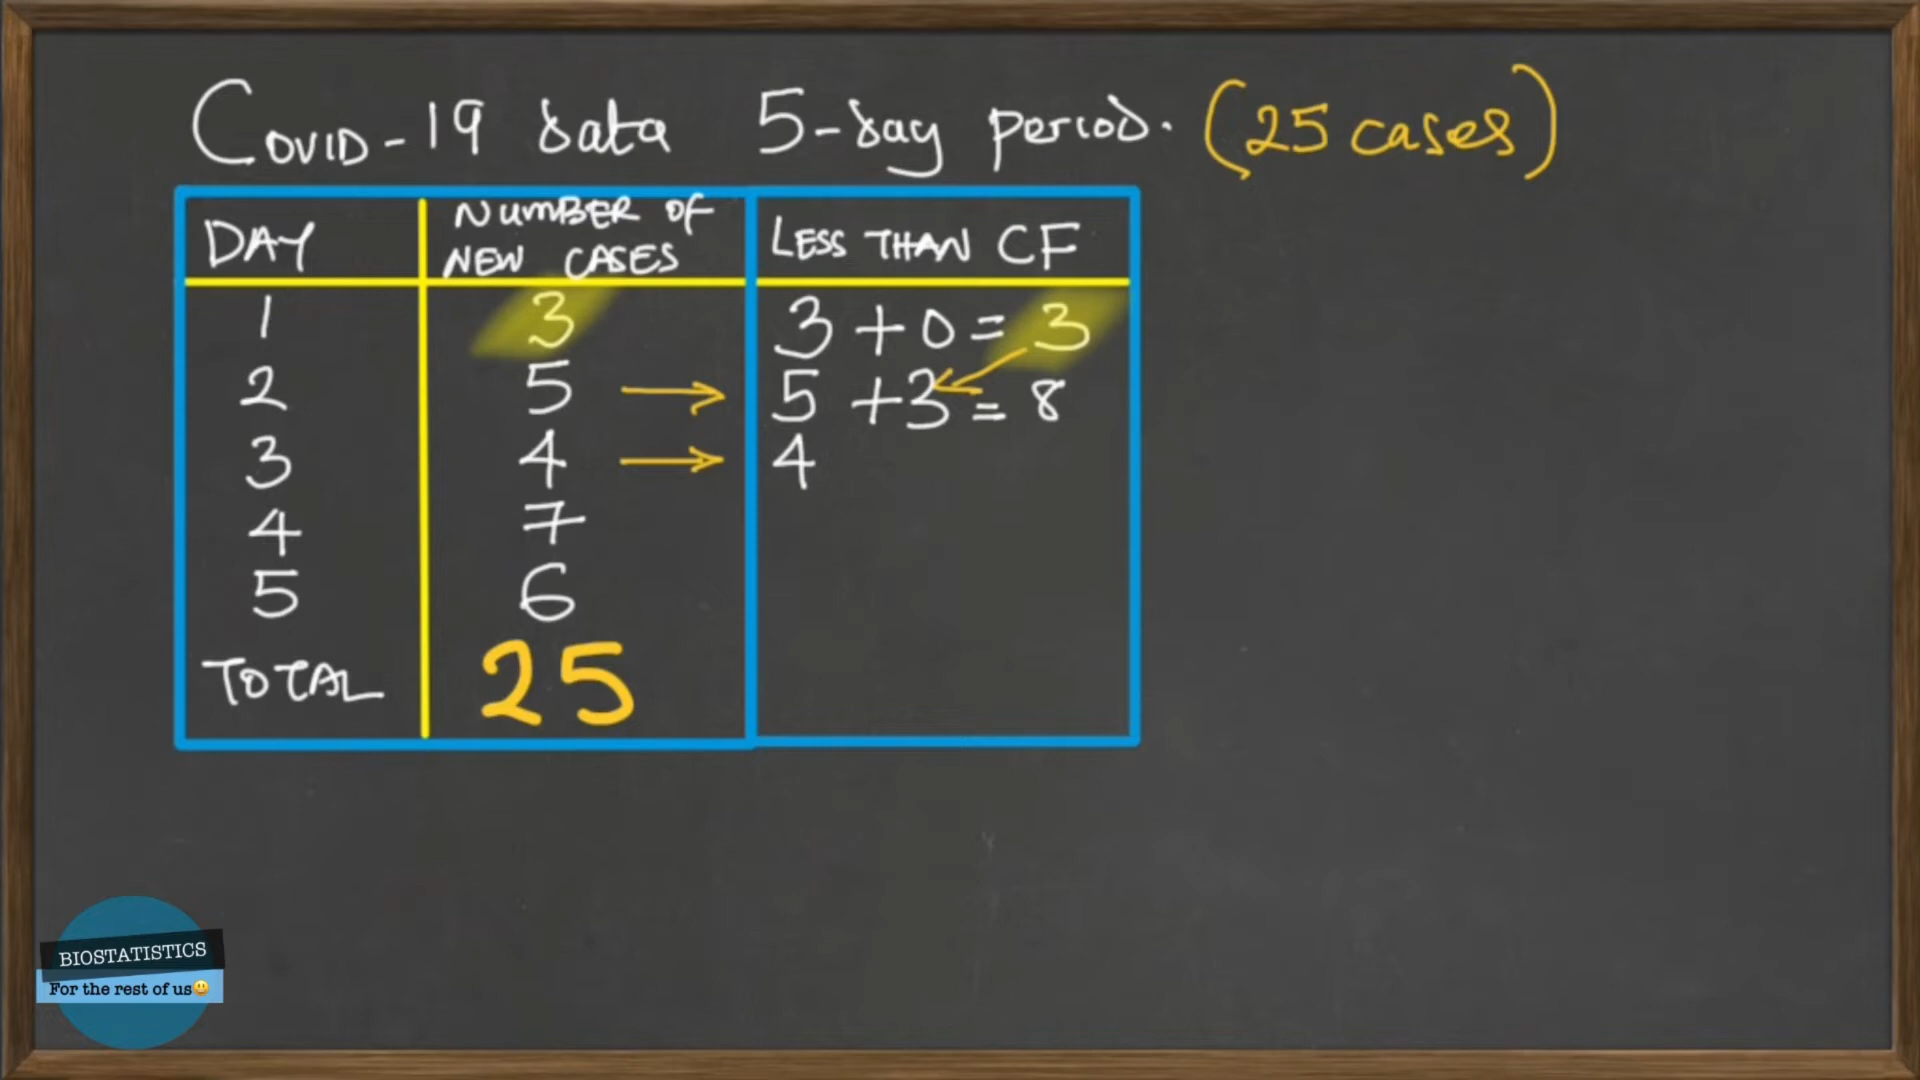 COVID-19 data 5-day period. (25 cases)
DAY NUMBER OF NEW CASES LESS THAN CF
1 3 3 + 0 = 3
2 5 → 5 + 3 = 8
3 4 → 4
4 7
5 6
TOTAL 25
BIOSTATISTICS
For the rest of us😃